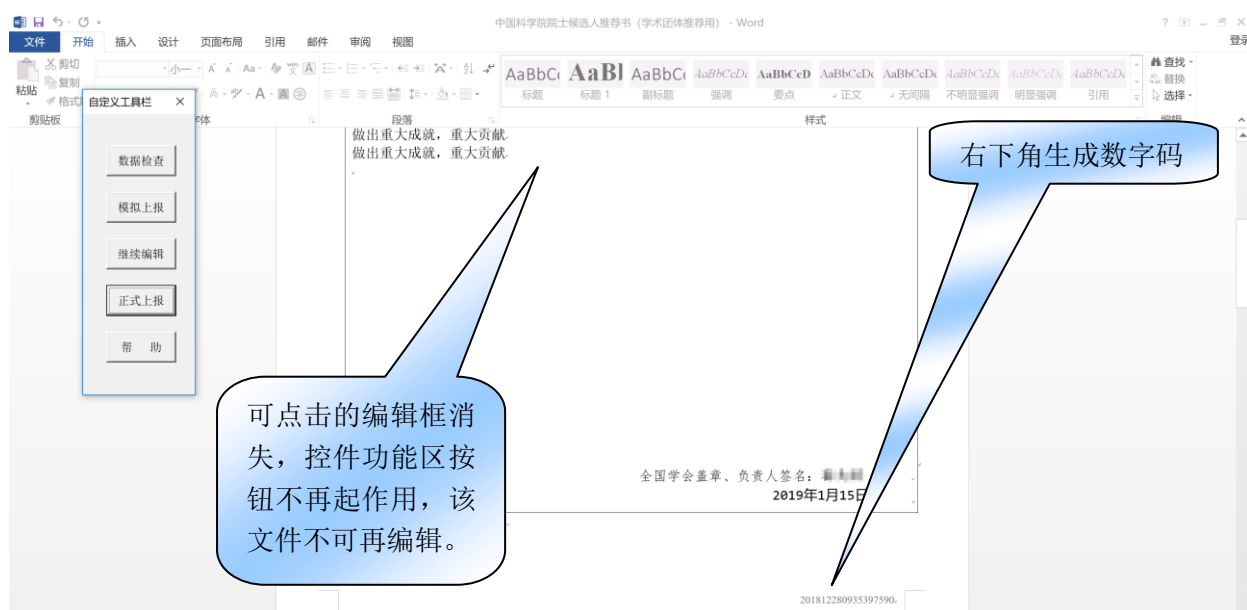 中国科学院院士候选人推荐书（学术团体推荐用） - Word
文件 开始 插入 设计 页面布局 引用 邮件 审阅 视图
登录
剪切
复制
粘贴
格式
剪贴板
段落
样式
AaBbCc AaBl AaBbCc AaBbCcDc AaBbCcD AaBbCcDc AaBbCcDc AaBbCcDc AaBbCcDc AaBbCcDc
标题 标题 1 副标题 强调 要点 正文 无间隔 不明显强调 明显强调 引用
查找
替换
选择
编辑
自定义工具栏
数据检查
模拟上报
继续编辑
正式上报
帮 助
做出重大成就，重大贡献
做出重大成就，重大贡献
右下角生成数字码
可点击的编辑框消
失，控件功能区按
钮不再起作用，该
文件不可再编辑。
全国学会盖章、负责人签名：
2019年1月15日
201812280935397590